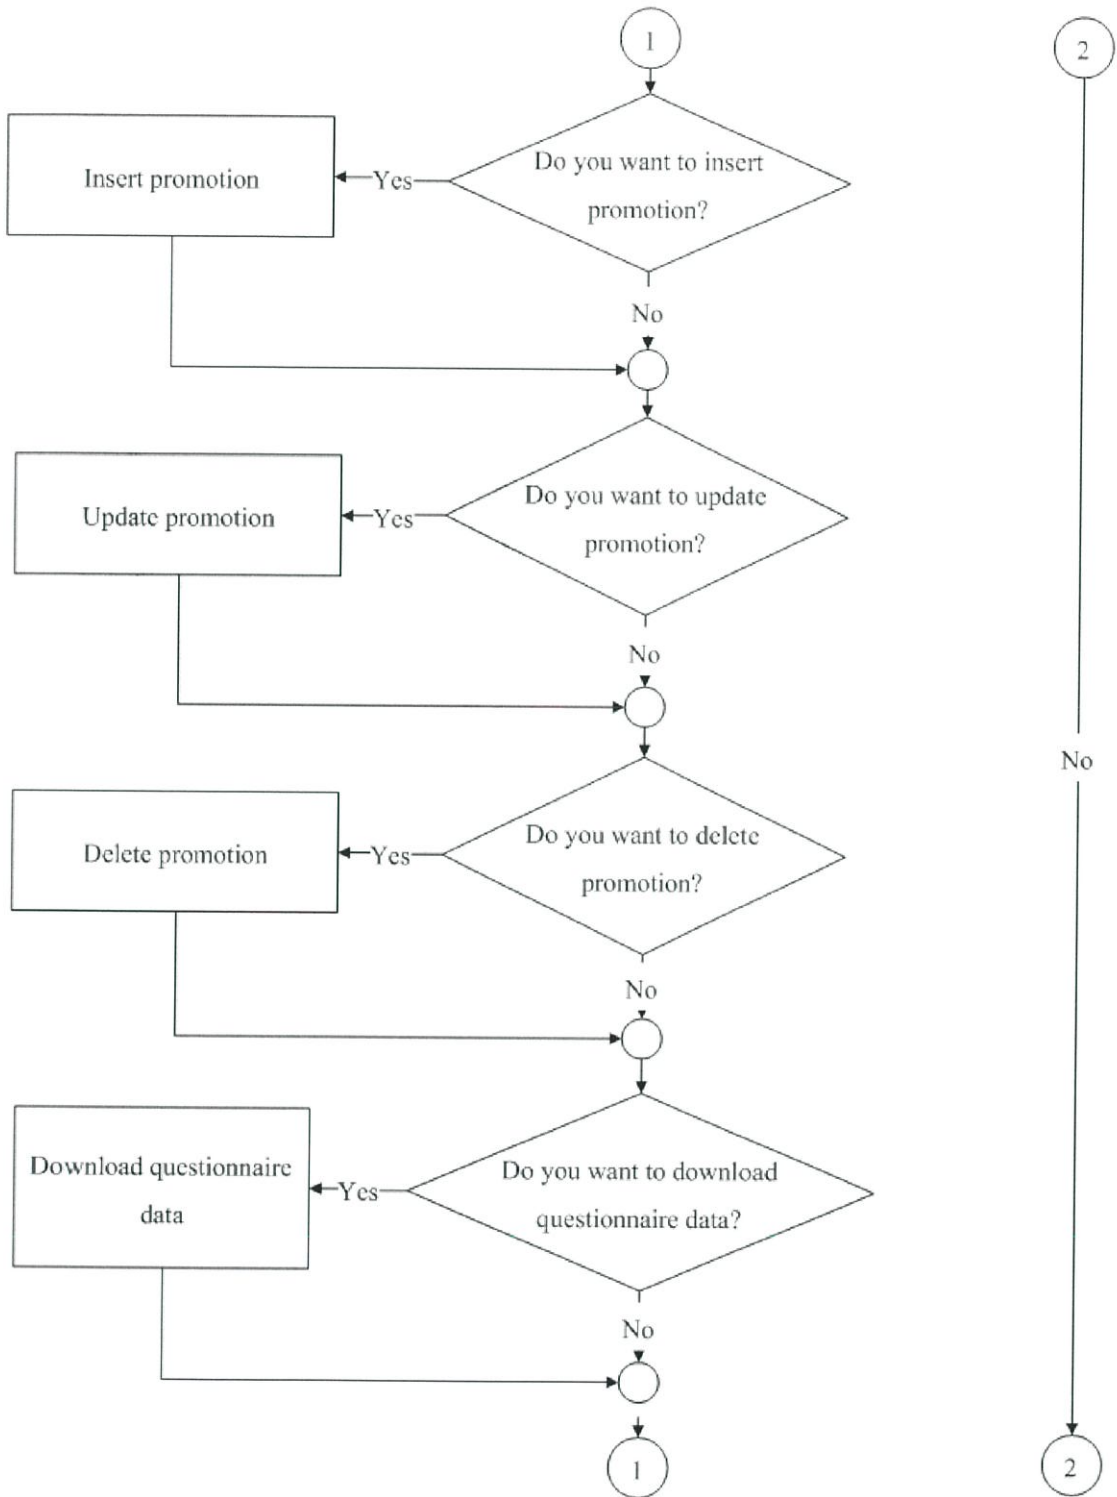 1
2
Do you want to insert
promotion?
Yes
Insert promotion
No
Do you want to update
promotion?
Yes
Update promotion
No
No
Do you want to delete
promotion?
Yes
Delete promotion
No
Do you want to download
questionnaire data?
Yes
Download questionnaire
data
No
1
2